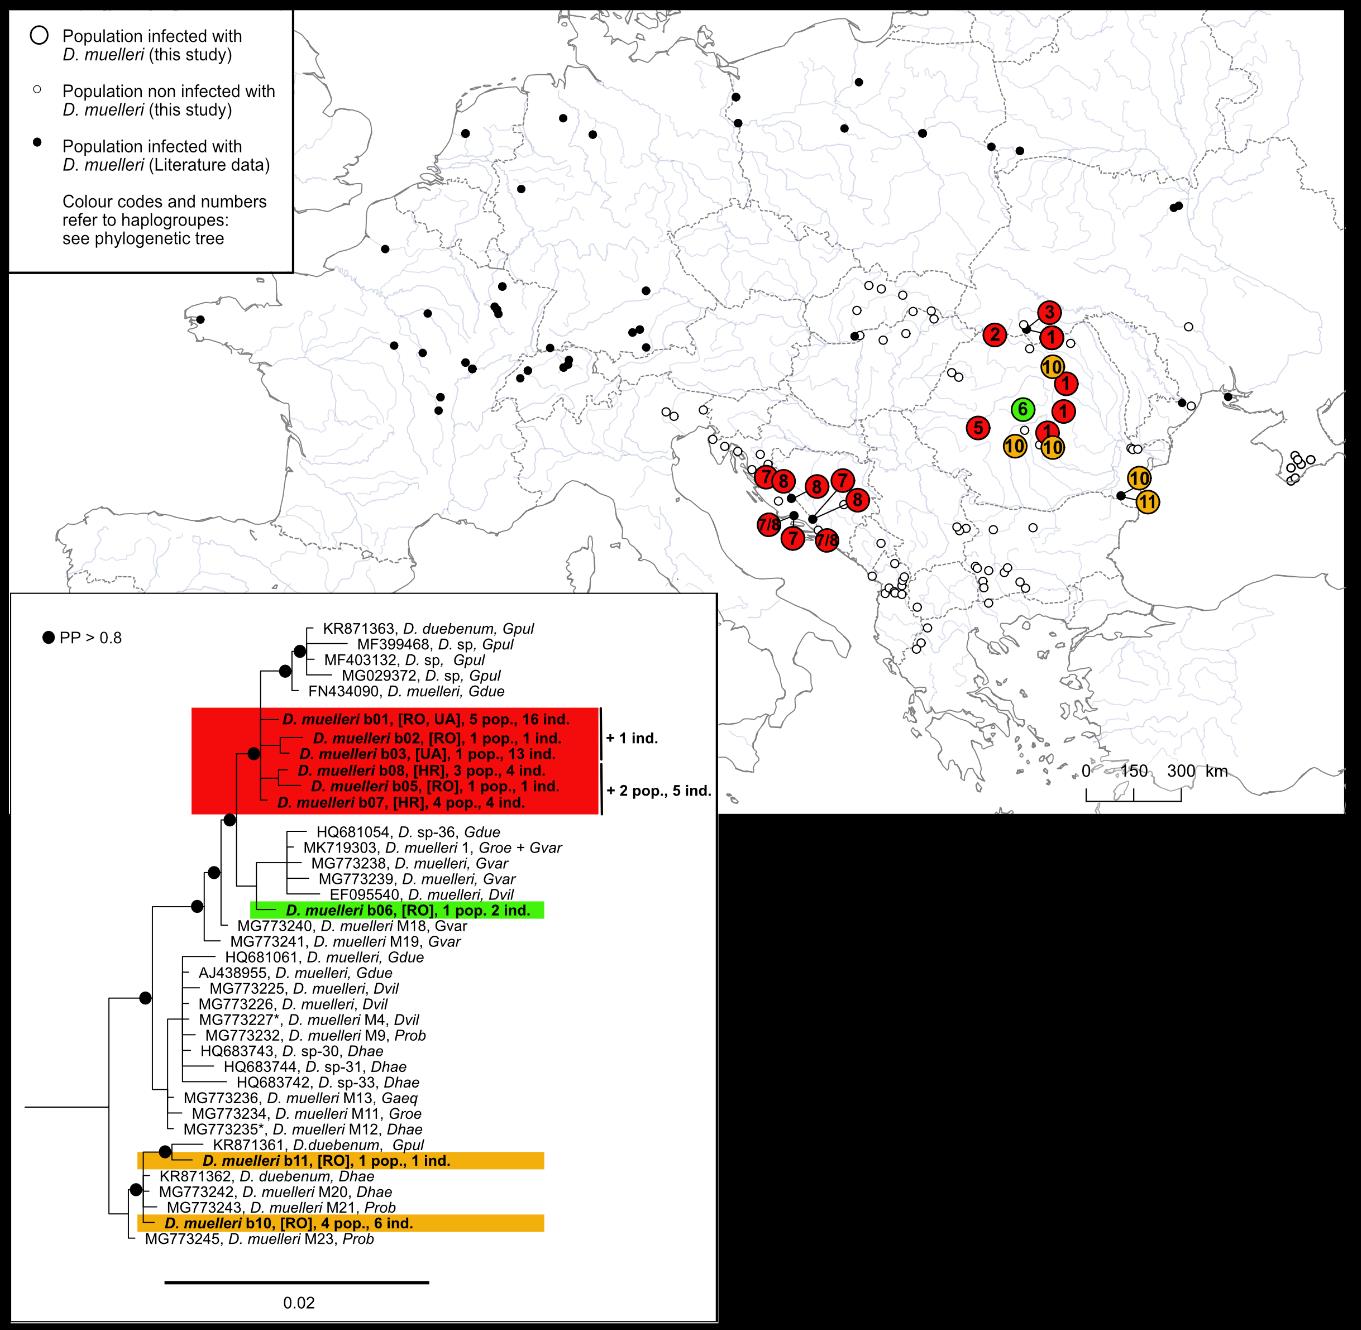 Population infected with
D. muelleri (this study)
Population non infected with
D. muelleri (this study)
Population infected with
D. muelleri (Literature data)
Colour codes and numbers
refer to haplogroupes:
see phylogenetic tree
3
2
1
10
1
6
1
5
1
10
10
10
11
7
8
8
7
8
7/8
7
7/8
0 150 300 km
PP > 0.8
KR871363, D. duebenum, Gpul
MF399468, D. sp, Gpul
MF403132, D. sp, Gpul
MG029372, D. sp, Gpul
FN434090, D. muelleri, Gdue
D. muelleri b01, [RO, UA], 5 pop., 16 ind.
D. muelleri b02, [RO], 1 pop., 1 ind.
+ 1 ind.
D. muelleri b03, [UA], 1 pop., 13 ind.
D. muelleri b08, [HR], 3 pop., 4 ind.
D. muelleri b05, [RO], 1 pop., 1 ind.
+ 2 pop., 5 ind.
D. muelleri b07, [HR], 4 pop., 4 ind.
HQ681054, D. sp-36, Gdue
MK719303, D. muelleri 1, Groe + Gvar
MG773238, D. muelleri, Gvar
MG773239, D. muelleri, Gvar
EF095540, D. muelleri, Dvil
D. muelleri b06, [RO], 1 pop. 2 ind.
MG773240, D. muelleri M18, Gvar
MG773241, D. muelleri M19, Gvar
HQ681061, D. muelleri, Gdue
AJ438955, D. muelleri, Gdue
MG773225, D. muelleri, Dvil
MG773226, D. muelleri, Dvil
MG773227*, D. muelleri M4, Dvil
MG773232, D. muelleri M9, Prob
HQ683743, D. sp-30, Dhae
HQ683744, D. sp-31, Dhae
HQ683742, D. sp-33, Dhae
MG773236, D. muelleri M13, Gaeq
MG773234, D. muelleri M11, Groe
MG773235*, D. muelleri M12, Dhae
KR871361, D.duebenum, Gpul
D. muelleri b11, [RO], 1 pop., 1 ind.
KR871362, D. duebenum, Dhae
MG773242, D. muelleri M20, Dhae
MG773243, D. muelleri M21, Prob
D. muelleri b10, [RO], 4 pop., 6 ind.
MG773245, D. muelleri M23, Prob
0.02